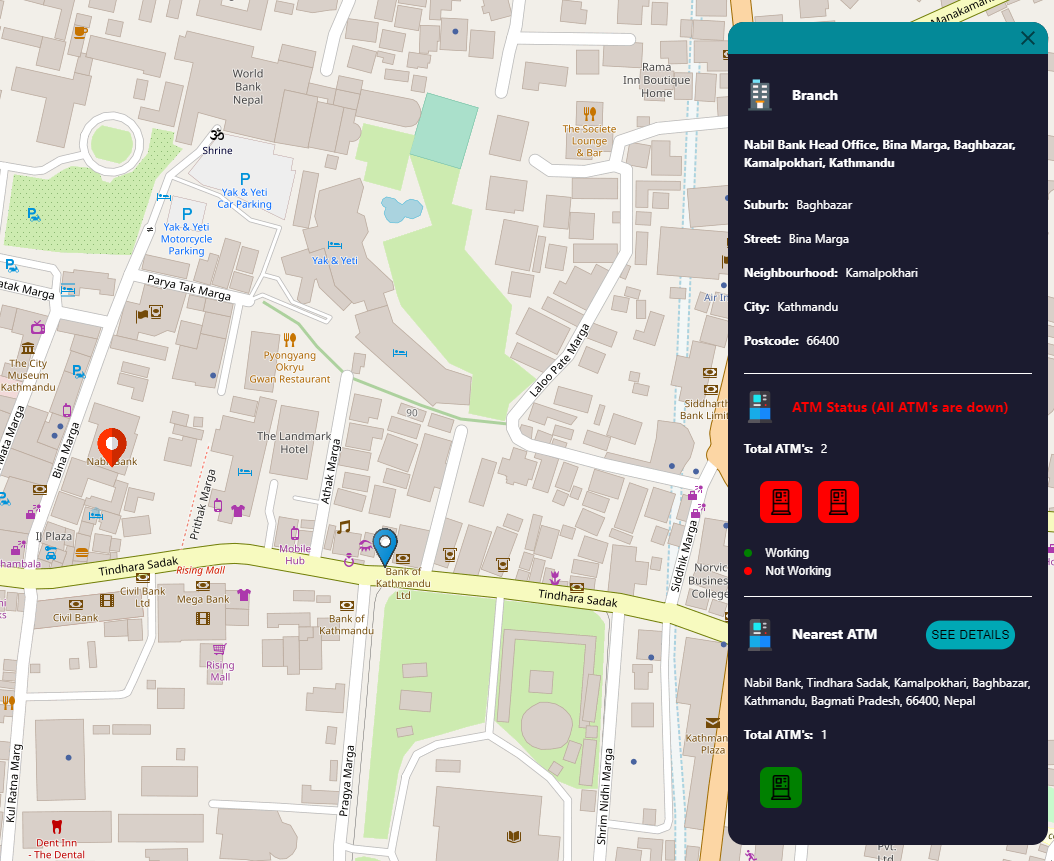 Manakamana
World
Bank
Nepal
Rama
Inn Boutique
Home
The Societe
Lounge
& Bar
ॐ
Shrine
P
Yak & Yeti
Car Parking
P
Yak & Yeti
Motorcycle
Parking
Yak & Yeti
Parya Tak Marga
atak Marga
Air In
The City
Museum
Kathmandu
Pyongyang
Okryu
Gwan Restaurant
Laloo Pate Marga
90
Siddharth
Bank Limit
Mata Marga
Bina Marga
Nabil Bank
The Landmark
Hotel
Athak Marga
Prithak Marga
IJ Plaza
hambala
Mobile
Hub
Tindhara Sadak
Rising Mall
Bank of
Kathmandu
Ltd
Siddhik Marga
Norvic
Business
College
Civil Bank
Ltd
Mega Bank
Civil Bank
Bank of
Kathmandu
Tindhara Sadak
Rising
Mall
Kathman
Plaza
Kul Ratna Marg
Pragya Marga
Shrim Nidhi Marga
Dent Inn
- The Dental
Pvt.
Ltd
Branch
Nabil Bank Head Office, Bina Marga, Baghbazar,
Kamalpokhari, Kathmandu
Suburb: Baghbazar
Street: Bina Marga
Neighbourhood: Kamalpokhari
City: Kathmandu
Postcode: 66400
ATM Status (All ATM's are down)
Total ATM's: 2
Working
Not Working
Nearest ATM
SEE DETAILS
Nabil Bank, Tindhara Sadak, Kamalpokhari, Baghbazar,
Kathmandu, Bagmati Pradesh, 66400, Nepal
Total ATM's: 1